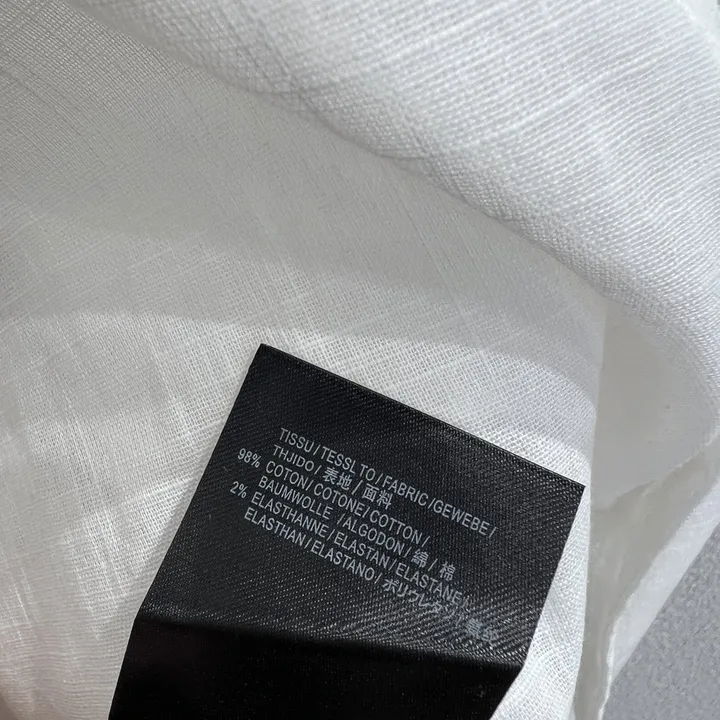 TISSU/TESSL TO/FABRIC/GEWEBE/
THJIDO/表地/面料
98% COTON/COTONE/COTTON/
BAUMWOLLE /ALGODON/綿/棉
2% ELASTHANNE/ELASTAN/ELASTANE/
ELASTHAN/ELASTANO/ポリウレタン/